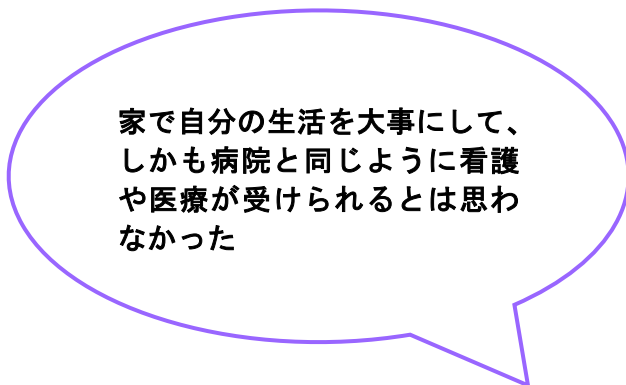 家で自分の生活を大事にして、
しかも病院と同じように看護
や医療が受けられるとは思わ
なかった